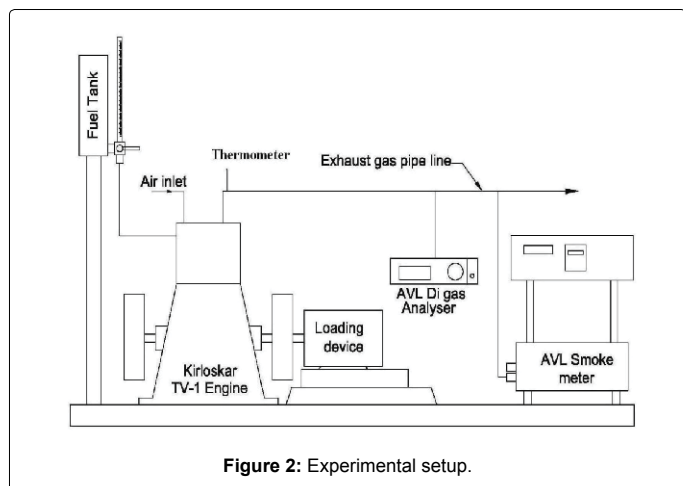 Fuel Tank
Thermometer
Air inlet
Exhaust gas pipe line
AVL Di gas
Analyser
Loading
device
Kirloskar
TV-1 Engine
AVL Smoke
meter
Figure 2: Experimental setup.